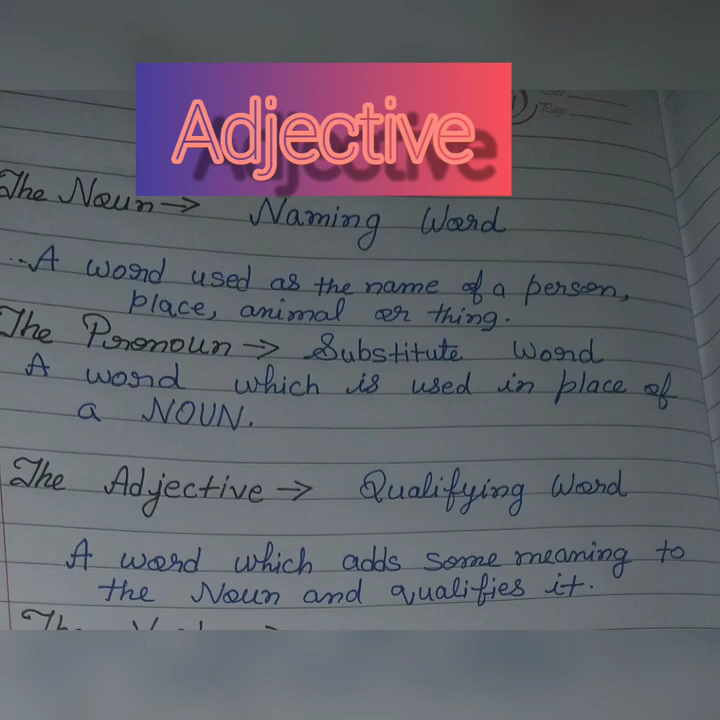 Adjective
Page
The Noun → Naming Word
A word used as the name of a person,
place, animal or thing.
The Pronoun → Substitute Word
A word which is used in place of
a NOUN.
The Adjective → Qualifying Word
A word which adds some meaning to
the Noun and qualifies it.
The